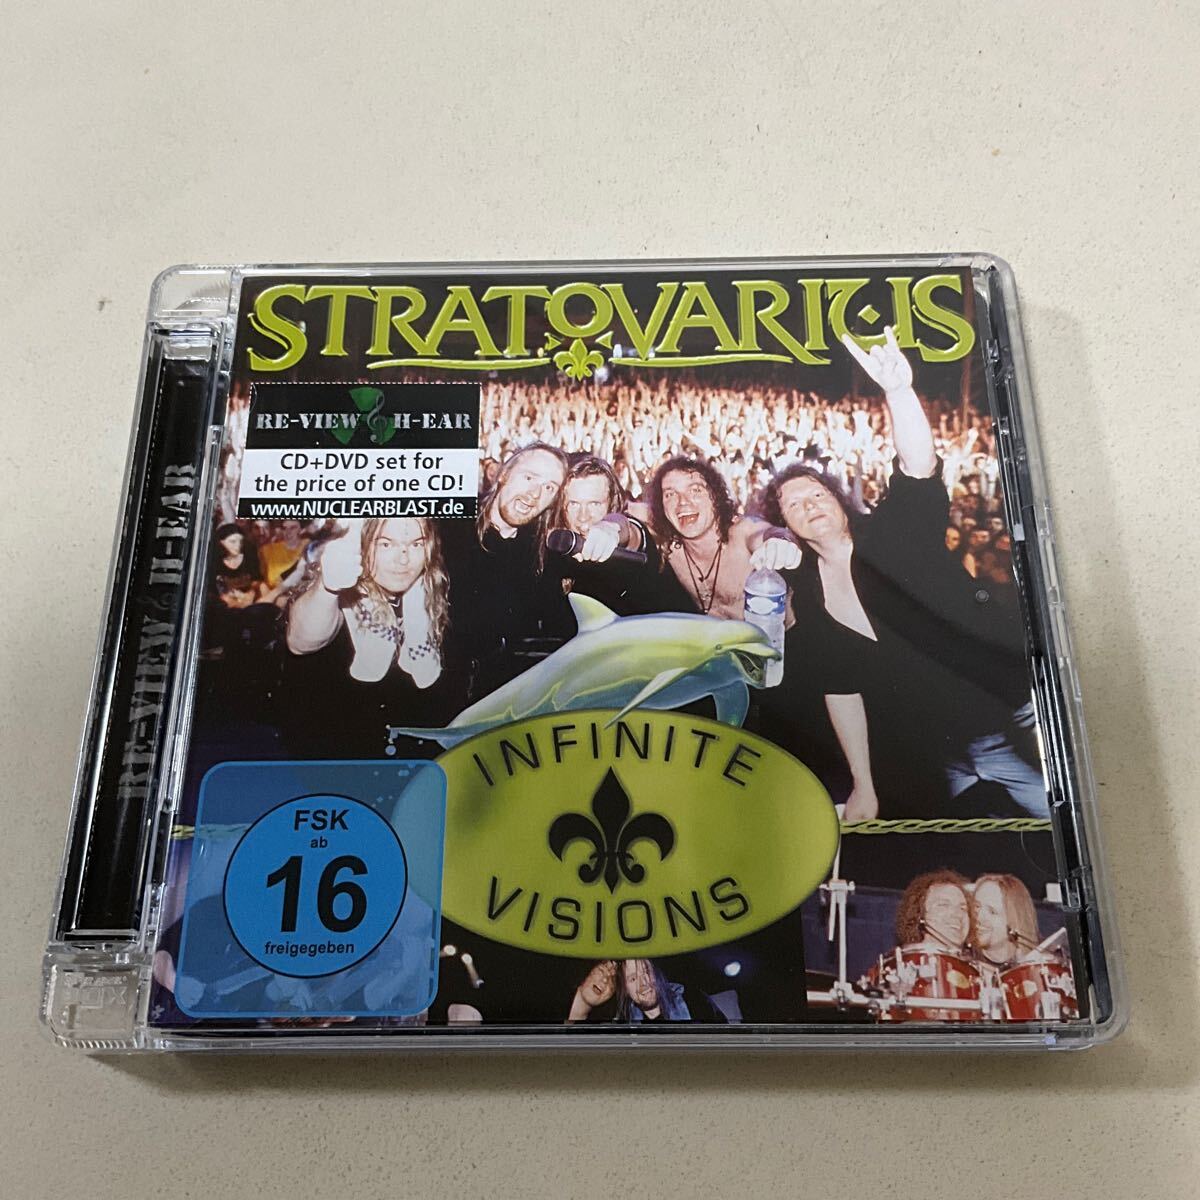 STRATOVARIUS
RE-VIEW H-EAR
CD+DVD set for
the price of one CD!
www.NUCLEARBLAST.de
RE-VIEW H-EAR
INFINITE
VISIONS
FSK
ab
16
freigegeben